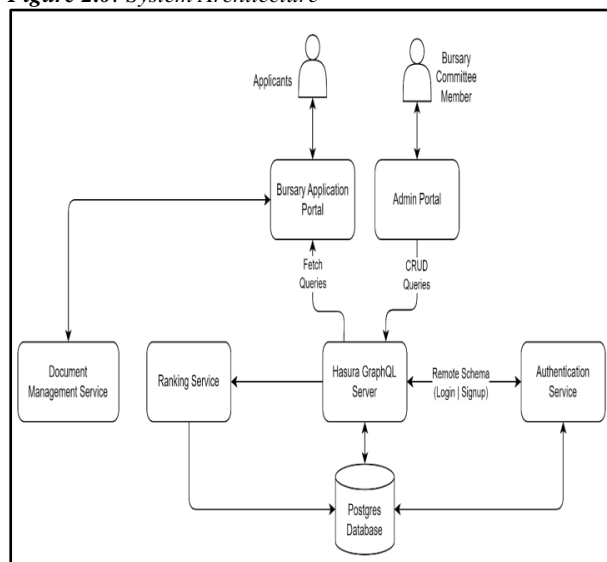 Figure 2.0: System Architecture
Applicants
Bursary
Committee
Member
Bursary Application
Portal
Admin Portal
Fetch
Queries
CRUD
Queries
Document
Management Service
Ranking Service
Hasura GraphQL
Server
Remote Schema
(Login | Signup)
Authentication
Service
Postgres
Database